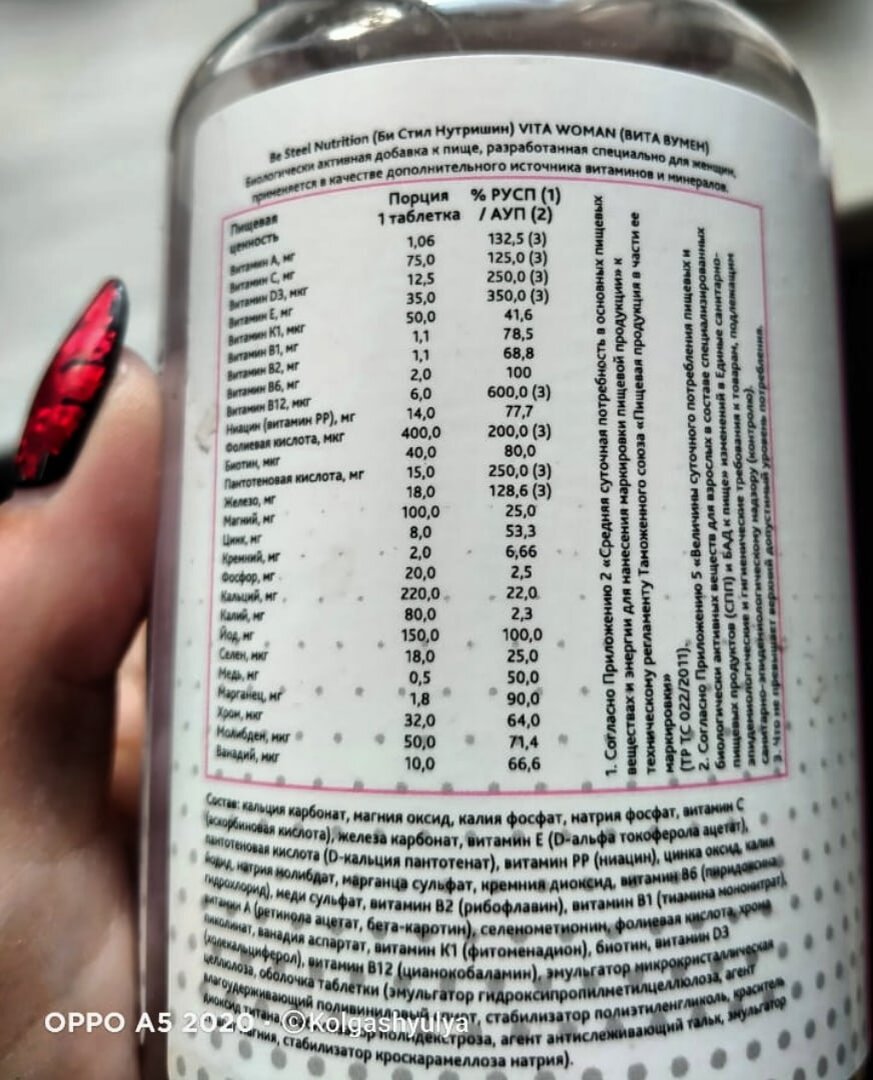 Be Steel Nutrition (Би Стил Нутришин) VITA WOMAN (ВИТА ВУМЕН)
Биологически активная добавка к пище, разработанная специально для женщин,
применяется в качестве дополнительного источника витаминов и минералов.
Пищевая ценность Порция 1 таблетка % РУСП (1) / АУП (2)
Витамин А, мг 1,06 132,5 (3)
Витамин С, мг 75,0 125,0 (3)
Витамин D3, мкг 12,5 250,0 (3)
Витамин Е, мг 35,0 350,0 (3)
Витамин К1, мкг 50,0 41,6
Витамин В1, мг 1,1 78,5
Витамин В2, мг 1,1 68,8
Витамин В6, мг 2,0 100
Витамин В12, мкг 6,0 600,0 (3)
Ниацин (витамин РР), мг 14,0 77,7
Фолиевая кислота, мкг 400,0 200,0 (3)
Биотин, мкг 40,0 80,0
Пантотеновая кислота, мг 15,0 250,0 (3)
Железо, мг 18,0 128,6 (3)
Магний, мг 100,0 25,0
Цинк, мг 8,0 53,3
Кремний, мг 2,0 6,66
Фосфор, мг 20,0 2,5
Кальций, мг 220,0 22,0
Калий, мг 80,0 2,3
Йод, мг 150,0 100,0
Селен, мкг 18,0 25,0
Медь, мг 0,5 50,0
Марганец, мг 1,8 90,0
Хром, мкг 32,0 64,0
Молибден, мкг 50,0 71,4
Ванадий, мкг 10,0 66,6
1. Согласно Приложению 2 «Средняя суточная потребность в основных пищевых
веществах и энергии для нанесения маркировки пищевой продукции» к
техническому регламенту Таможенного союза «Пищевая продукция в части ее
маркировки»
(ТР ТС 022/2011),
2. Согласно Приложению 5 «Величины суточного потребления пищевых и
биологически активных веществ для взрослых в составе специализированных
пищевых продуктов (СПП) и БАД к пище» изменений в Единые санитарно-
эпидемиологические и гигиенические требования к товарам, подлежащим
санитарно-эпидемиологическому надзору (контролю).
3. Что не превышает верхний допустимый уровень потребления.
Состав: кальция карбонат, магния оксид, калия фосфат, натрия фосфат, витамин С
(аскорбиновая кислота), железа карбонат, витамин Е (D-альфа токоферола ацетат),
пантотеновая кислота (D-кальция пантотенат), витамин РР (ниацин), цинка оксид, калия
йодид, натрия молибдат, марганца сульфат, кремния диоксид, витамин В6 (пиридоксина
гидрохлорид), меди сульфат, витамин В2 (рибофлавин), витамин В1 (тиамина мононитрат),
витамин А (ретинола ацетат, бета-каротин), селенометионин, фолиевая кислота, хрома
пиколинат, ванадия аспартат, витамин К1 (фитоменадион), биотин, витамин D3
(холекальциферол), витамин В12 (цианокобаламин), эмульгатор микрокристаллическая
целлюлоза, оболочка таблетки (эмульгатор гидроксипропилметилцеллюлоза, агент
влагоудерживающий поливиниловый спирт, стабилизатор полиэтиленгликоль, краситель
диоксид титана, полидекстроза, агент антислеживающий тальк, эмульгатор
магния, стабилизатор кроскарамеллоза натрия).
OPPO A5 2020 · ©Kolgashyulya